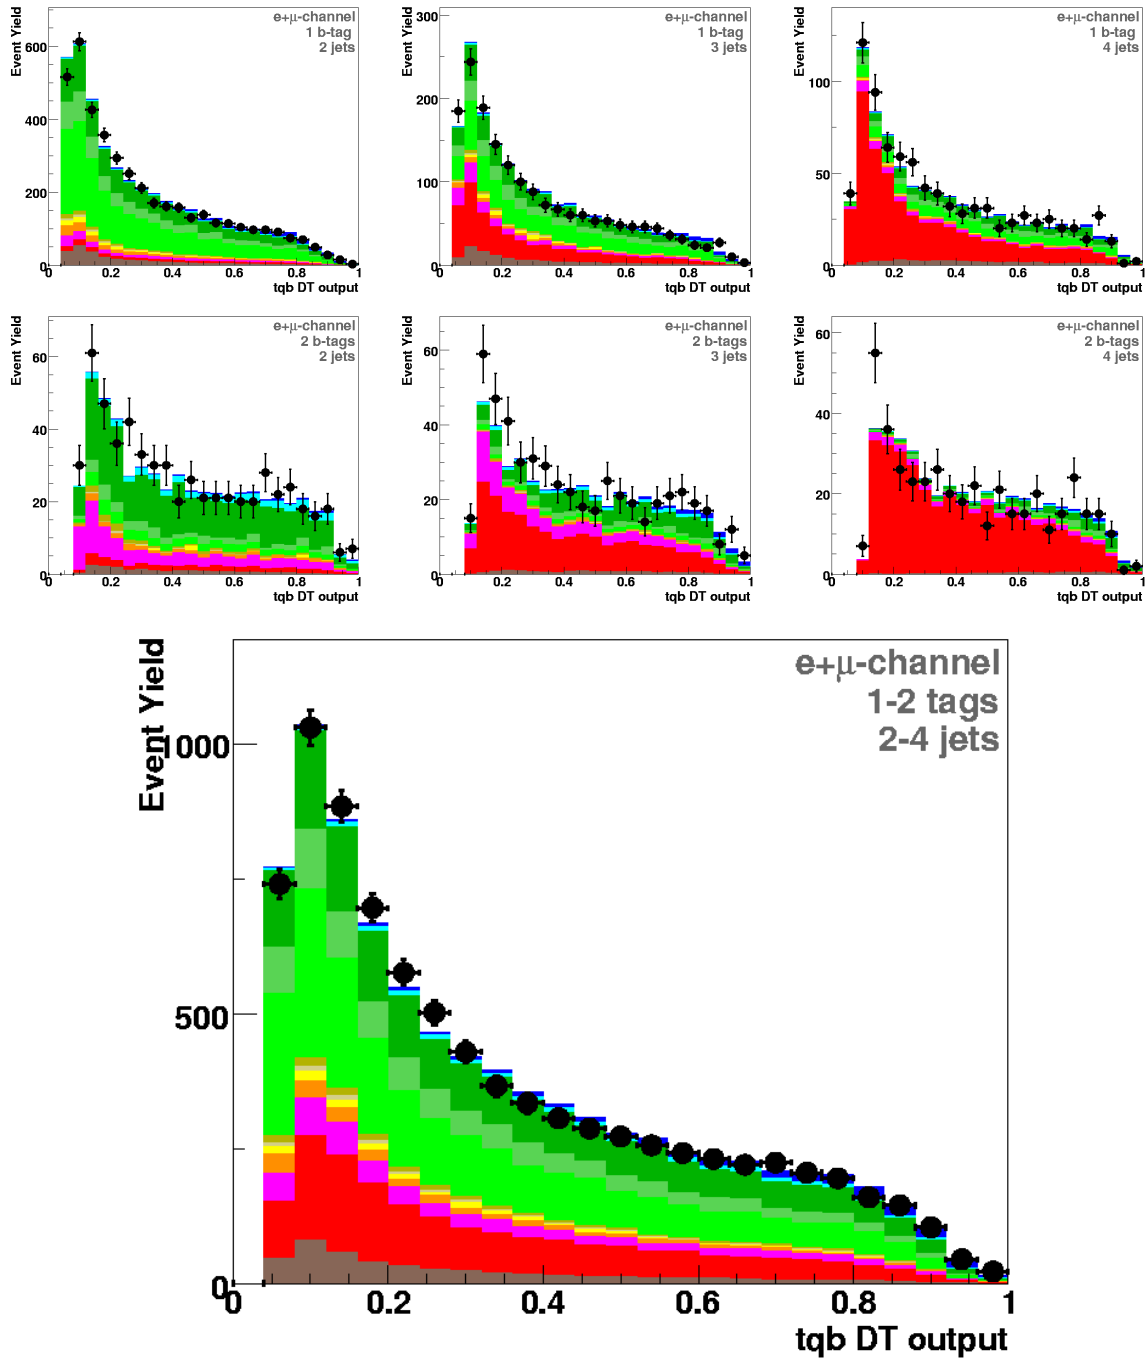 Event Yield
e+μ-channel
1 b-tag
2 jets
600
400
200
0
0.2 0.4 0.6 0.8 1
tqb DT output
Event Yield
e+μ-channel
1 b-tag
3 jets
300
200
100
0
0.2 0.4 0.6 0.8 1
tqb DT output
Event Yield
e+μ-channel
1 b-tag
4 jets
100
50
0
0.2 0.4 0.6 0.8 1
tqb DT output
Event Yield
e+μ-channel
2 b-tags
2 jets
60
40
20
0
0.2 0.4 0.6 0.8 1
tqb DT output
Event Yield
e+μ-channel
2 b-tags
3 jets
60
40
20
0
0.2 0.4 0.6 0.8 1
tqb DT output
Event Yield
e+μ-channel
2 b-tags
4 jets
60
40
20
0
0.2 0.4 0.6 0.8 1
tqb DT output
Event Yield
e+μ-channel
1-2 tags
2-4 jets
1000
500
0
0 0.2 0.4 0.6 0.8 1
tqb DT output